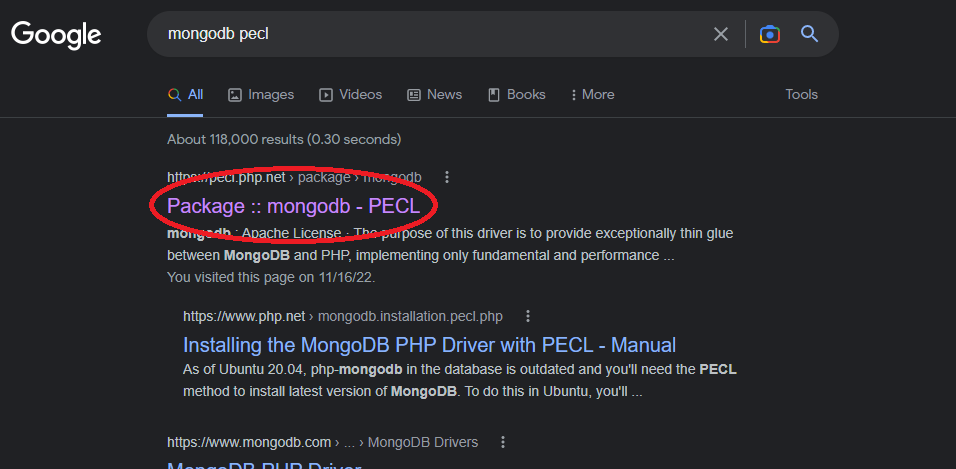 Google
mongodb pecl
All Images Videos News Books More Tools
About 118,000 results (0.30 seconds)
https://pecl.php.net › package › mongodb
Package :: mongodb - PECL
mongodb ; Apache License · The purpose of this driver is to provide exceptionally thin glue
between MongoDB and PHP, implementing only fundamental and performance ...
You visited this page on 11/16/22.
https://www.php.net › mongodb.installation.pecl.php
Installing the MongoDB PHP Driver with PECL - Manual
As of Ubuntu 20.04, php-mongodb in the database is outdated and you'll need the PECL
method to install latest version of MongoDB. To do this in Ubuntu, you'll ...
https://www.mongodb.com › ... › MongoDB Drivers
MongoDB PHP Driver